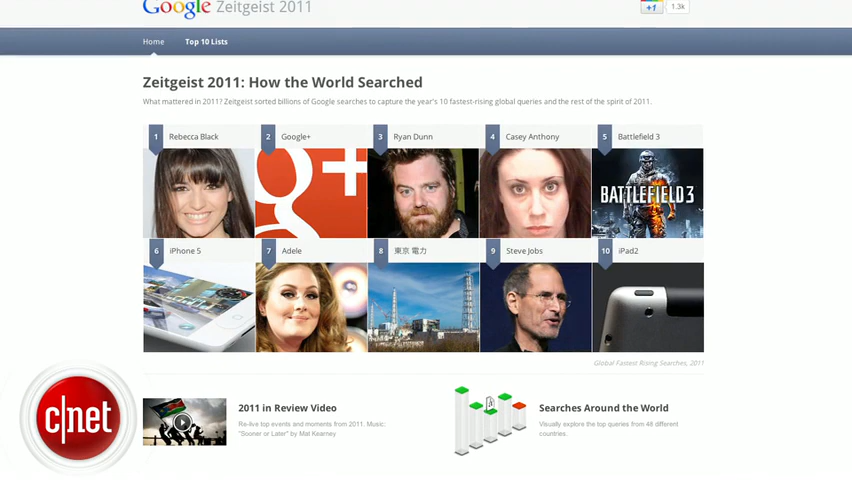 Google Zeitgeist 2011
+1 1.3k
Home Top 10 Lists
Zeitgeist 2011: How the World Searched
What mattered in 2011? Zeitgeist sorted billions of Google searches to capture the year's 10 fastest-rising global queries and the rest of the spirit of 2011.
1 Rebecca Black 2 Google+ 3 Ryan Dunn 4 Casey Anthony 5 Battlefield 3
g+
BATTLEFIELD 3
6 iPhone 5 7 Adele 8 東京 電力 9 Steve Jobs 10 iPad2
Global Fastest Rising Searches, 2011
c|net
2011 in Review Video
Re-live top events and moments from 2011. Music:
"Sooner or Later" by Mat Kearney
Searches Around the World
Visually explore the top queries from 48 different
countries.